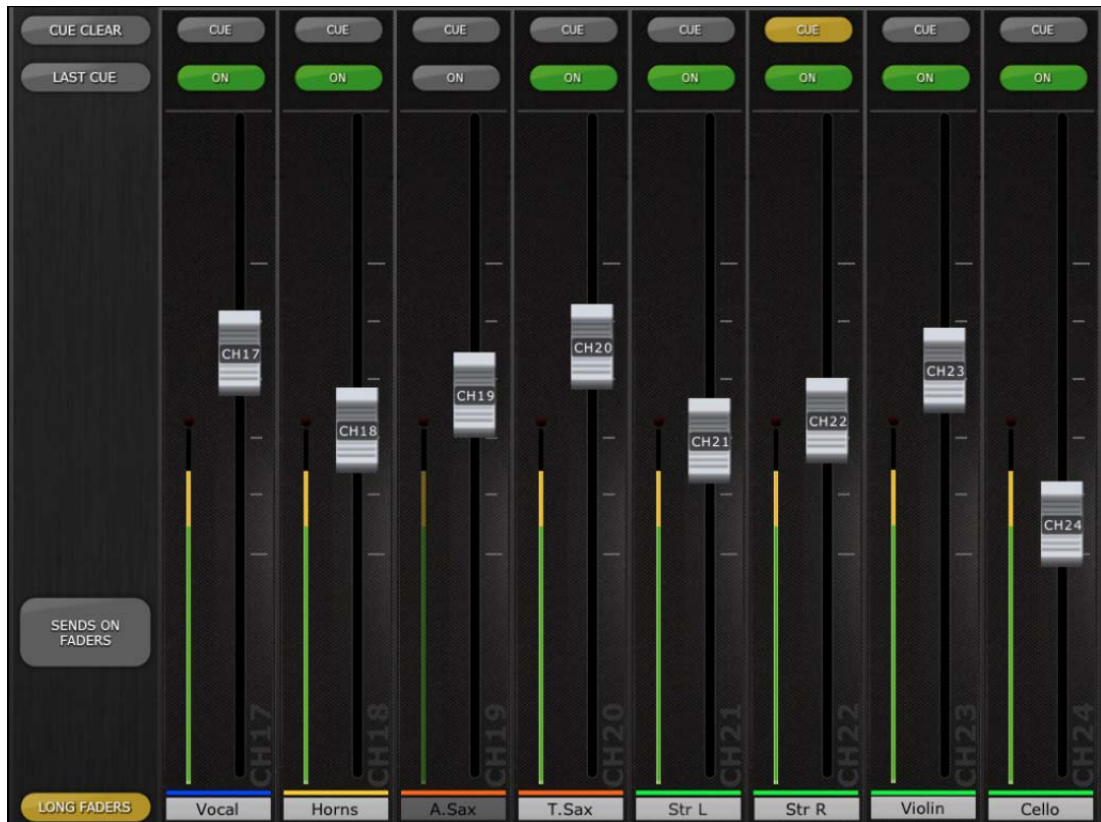 CUE CLEAR
CUE
CUE
CUE
CUE
CUE
CUE
CUE
CUE
LAST CUE
ON
ON
ON
ON
ON
ON
ON
ON
CH17
CH18
CH19
CH20
CH21
CH22
CH23
CH24
SENDS ON
FADERS
CH17
CH18
CH19
CH20
CH21
CH22
CH23
CH24
LONG FADERS
Vocal
Horns
A.Sax
T.Sax
Str L
Str R
Violin
Cello